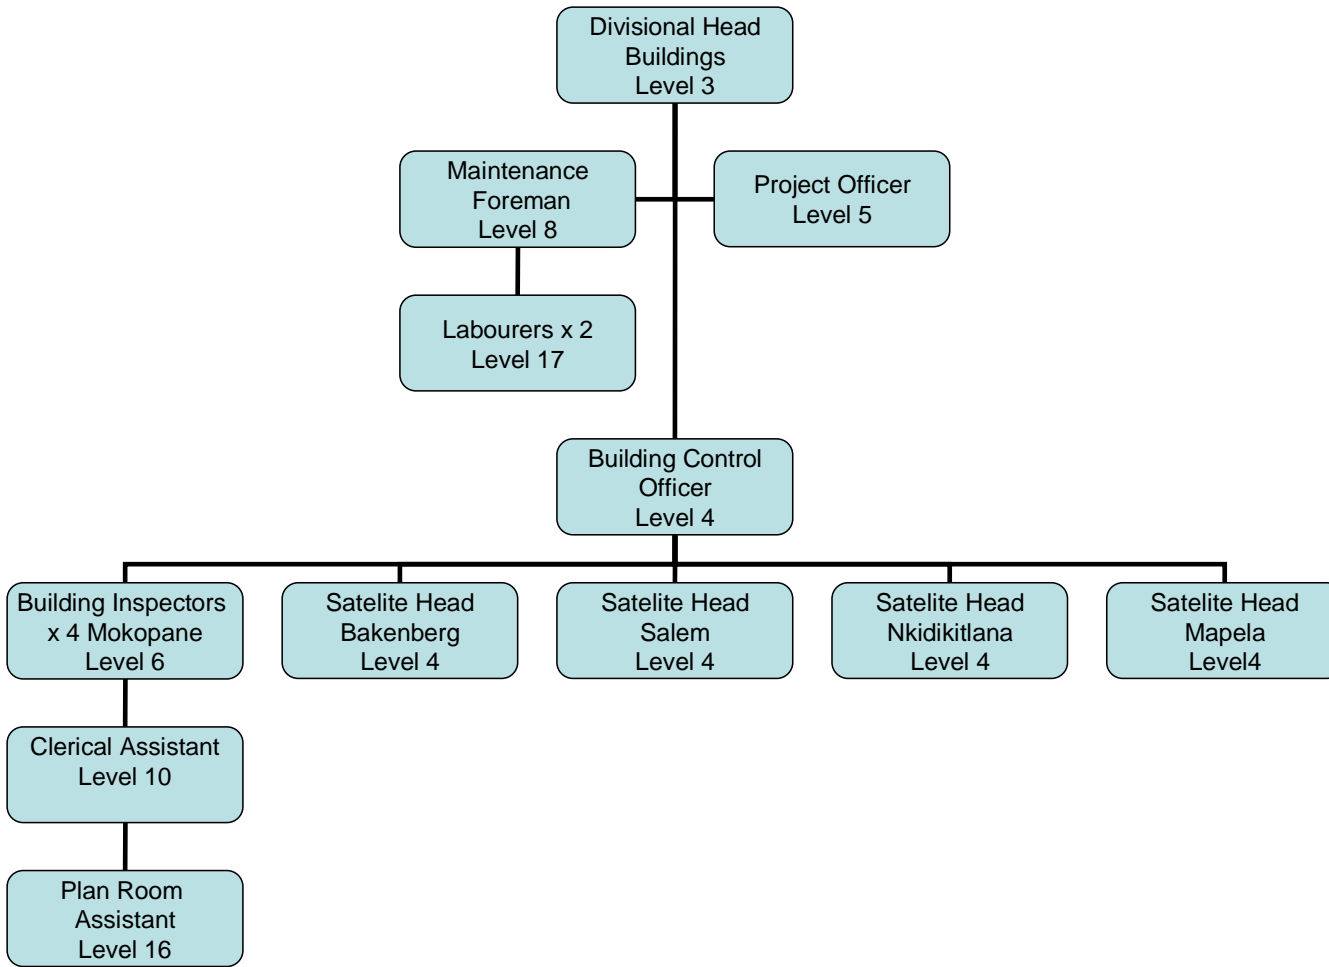 Divisional Head
Buildings
Level 3
Maintenance
Foreman
Level 8
Project Officer
Level 5
Labourers x 2
Level 17
Building Control
Officer
Level 4
Building Inspectors
x 4 Mokopane
Level 6
Satelite Head
Bakenberg
Level 4
Satelite Head
Salem
Level 4
Satelite Head
Nkidikitlana
Level 4
Satelite Head
Mapela
Level4
Clerical Assistant
Level 10
Plan Room
Assistant
Level 16